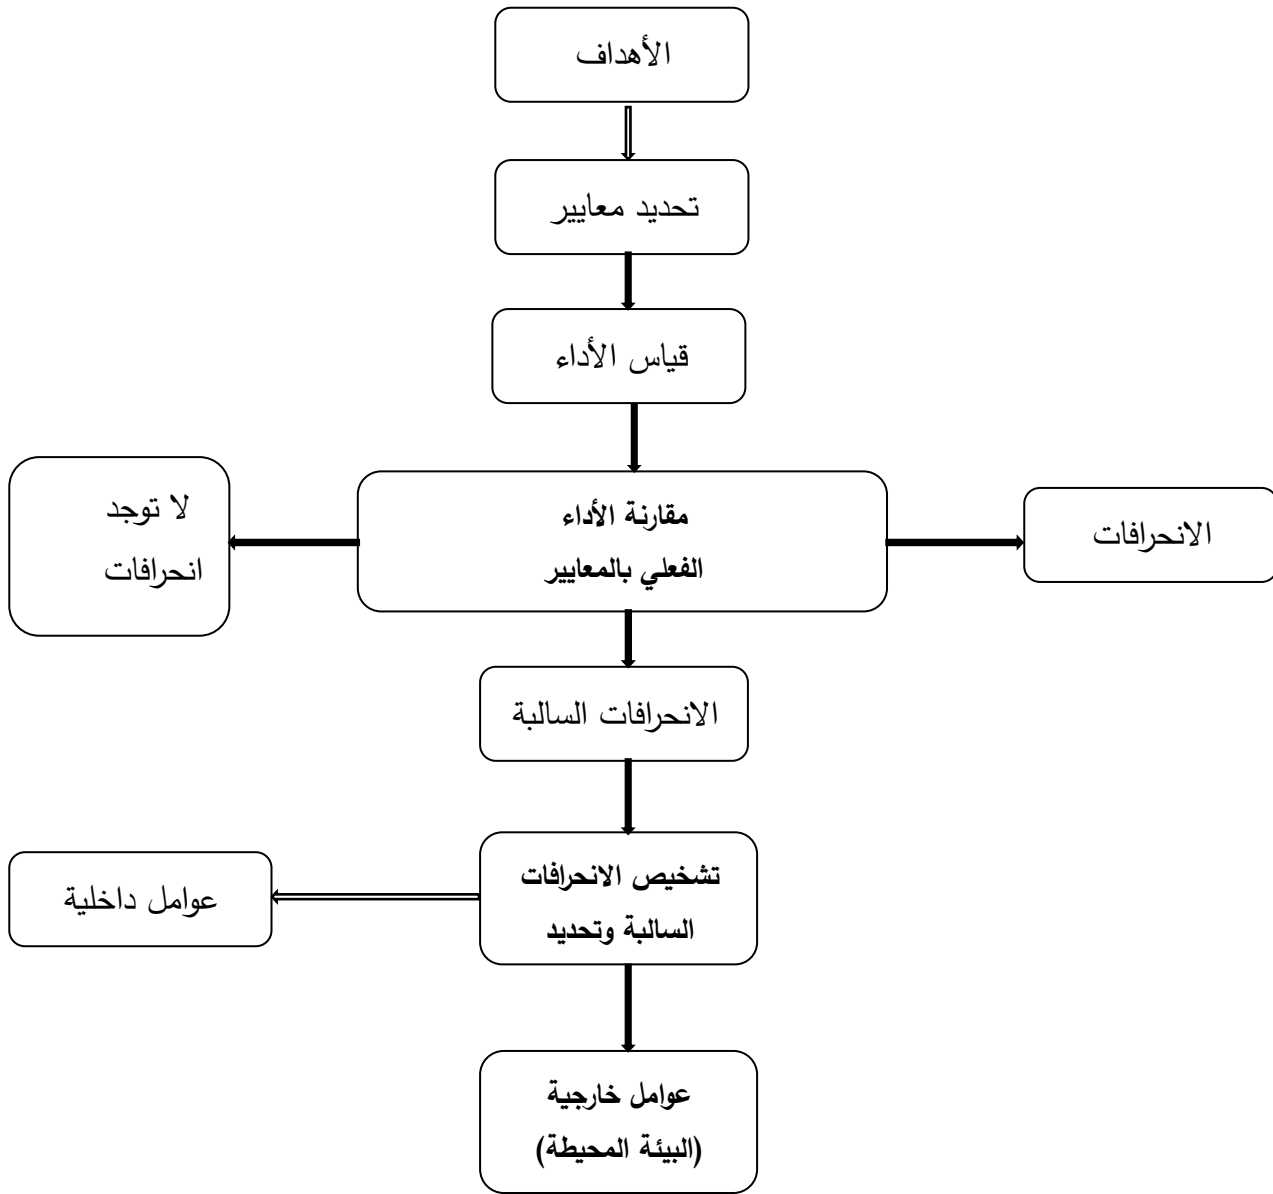 الأهداف
تحديد معايير
قياس الأداء
مقارنة الأداء
الفعلي بالمعايير
الانحرافات
لا توجد
انحرافات
الانحرافات السالبة
تشخيص الانحرافات
السالبة وتحديد
عوامل داخلية
عوامل خارجية
(البيئة المحيطة)